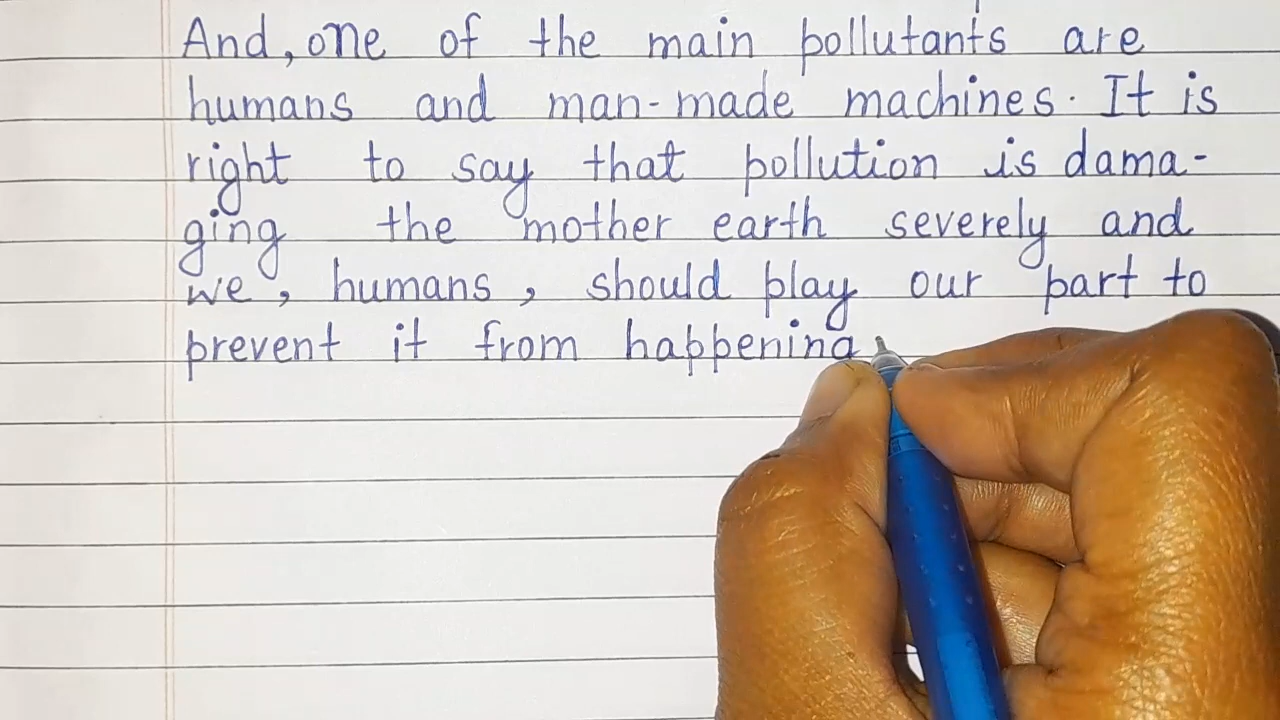 And, one of the main pollutants are
humans and man-made machines. It is
right to say that pollution is dama-
ging the mother earth severely and
we, humans, should play our part to
prevent it from happening